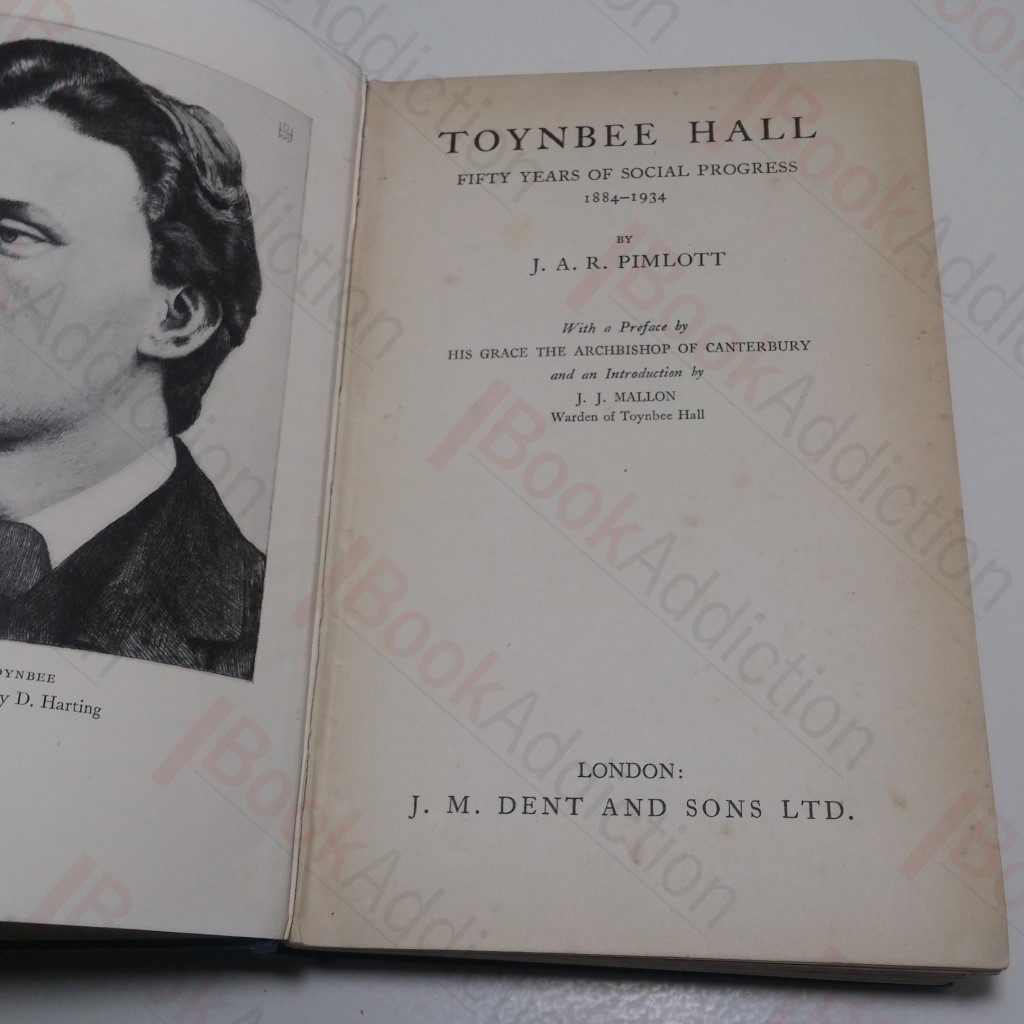 OYNBEE
y D. Harting
TOYNBEE HALL
FIFTY YEARS OF SOCIAL PROGRESS
1884–1934
BY
J. A. R. PIMLOTT
With a Preface by
HIS GRACE THE ARCHBISHOP OF CANTERBURY
and an Introduction by
J. J. MALLON
Warden of Toynbee Hall
LONDON:
J. M. DENT AND SONS LTD.
BookAddiction